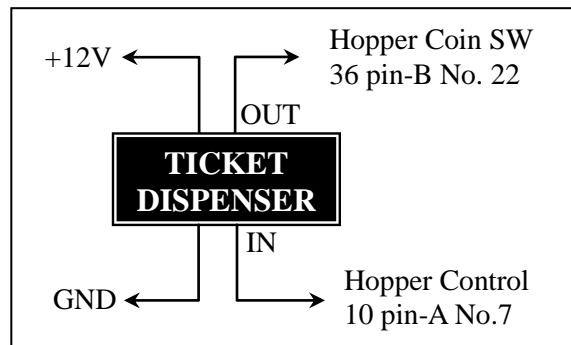 +12V
Hopper Coin SW
36 pin-B No. 22
OUT
TICKET
DISPENSER
IN
GND
Hopper Control
10 pin-A No.7